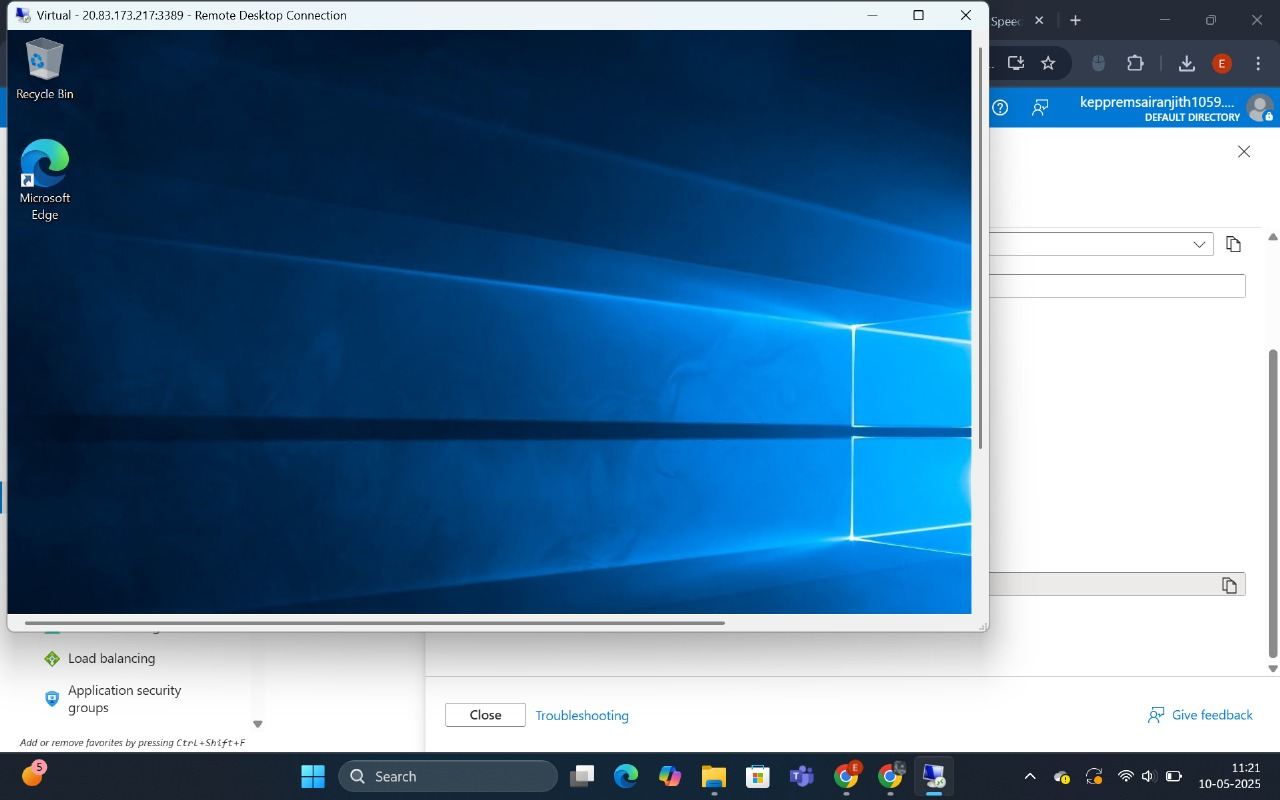 Virtual - 20.83.173.217:3389 - Remote Desktop Connection
Speed
Recycle Bin
Microsoft
Edge
E
keppremsairanjith1059....
DEFAULT DIRECTORY
Load balancing
Application security
groups
Add or remove favorites by pressing Ctrl+Shift+F
Close
Troubleshooting
Give feedback
5
Search
E
11:21
10-05-2025